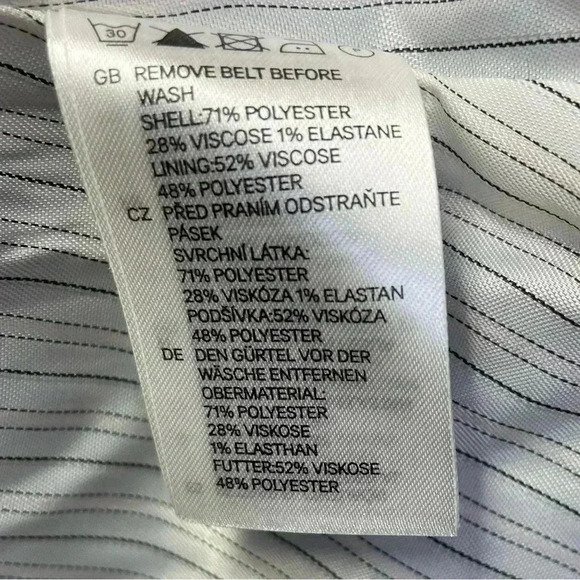 30
GB REMOVE BELT BEFORE
WASH
SHELL:71% POLYESTER
28% VISCOSE 1% ELASTANE
LINING:52% VISCOSE
48% POLYESTER
CZ PŘED PRANÍM ODSTRAŇTE
PÁSEK
SVRCHNÍ LÁTKA:
71% POLYESTER
28% VISKÓZA 1% ELASTAN
PODŠÍVKA:52% VISKÓZA
48% POLYESTER
DE DEN GÜRTEL VOR DER
WÄSCHE ENTFERNEN
OBERMATERIAL:
71% POLYESTER
28% VISKOSE
1% ELASTHAN
FUTTER:52% VISKOSE
48% POLYESTER